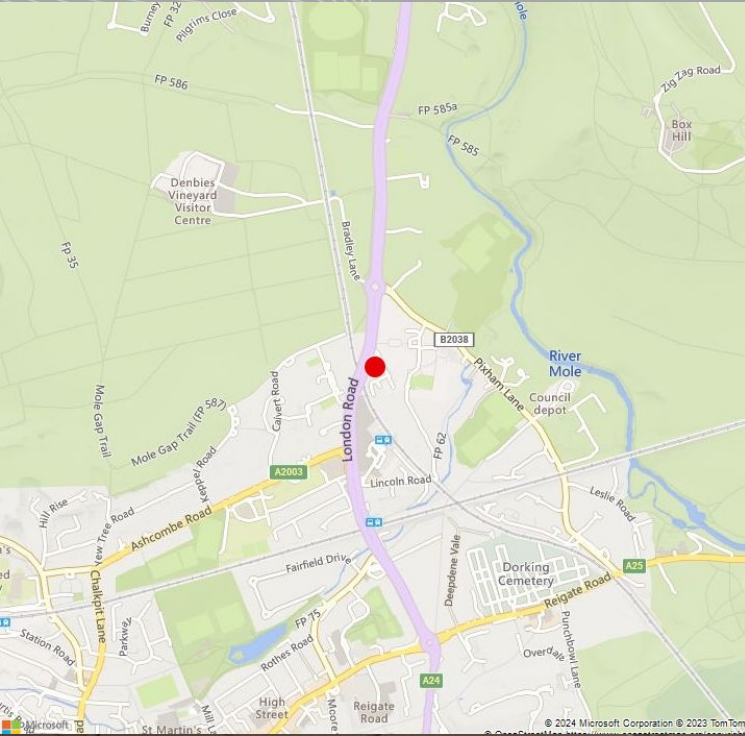 Burney
FP 32
Pilgrims Close
Mole
FP 586
FP 585a
FP 585
Zig Zag Road
Box
Hill
Denbies
Vineyard
Visitor
Centre
FP 35
Bradley Lane
B2038
River
Mole
Pixham Lane
Council
depot
Calvert Road
London Road
Mole Gap Trail
Mole Gap Trail (FP 587)
Keppel Road
FP 62
A2003
Lincoln Road
Leslie Road
Hill Rise
New Tree Road
Ashcombe Road
Fairfield Drive
Deepdene Vale
Dorking
Cemetery
A25
Reigate Road
Chalkpit Lane
Parkway
FP 75
Rothes Road
Punchbowl Lane
Station Road
Overdale
A24
High
Street
Reigate
Road
Moore
Mill L
St Martin's
Microsoft
© 2024 Microsoft Corporation © 2023 TomTom